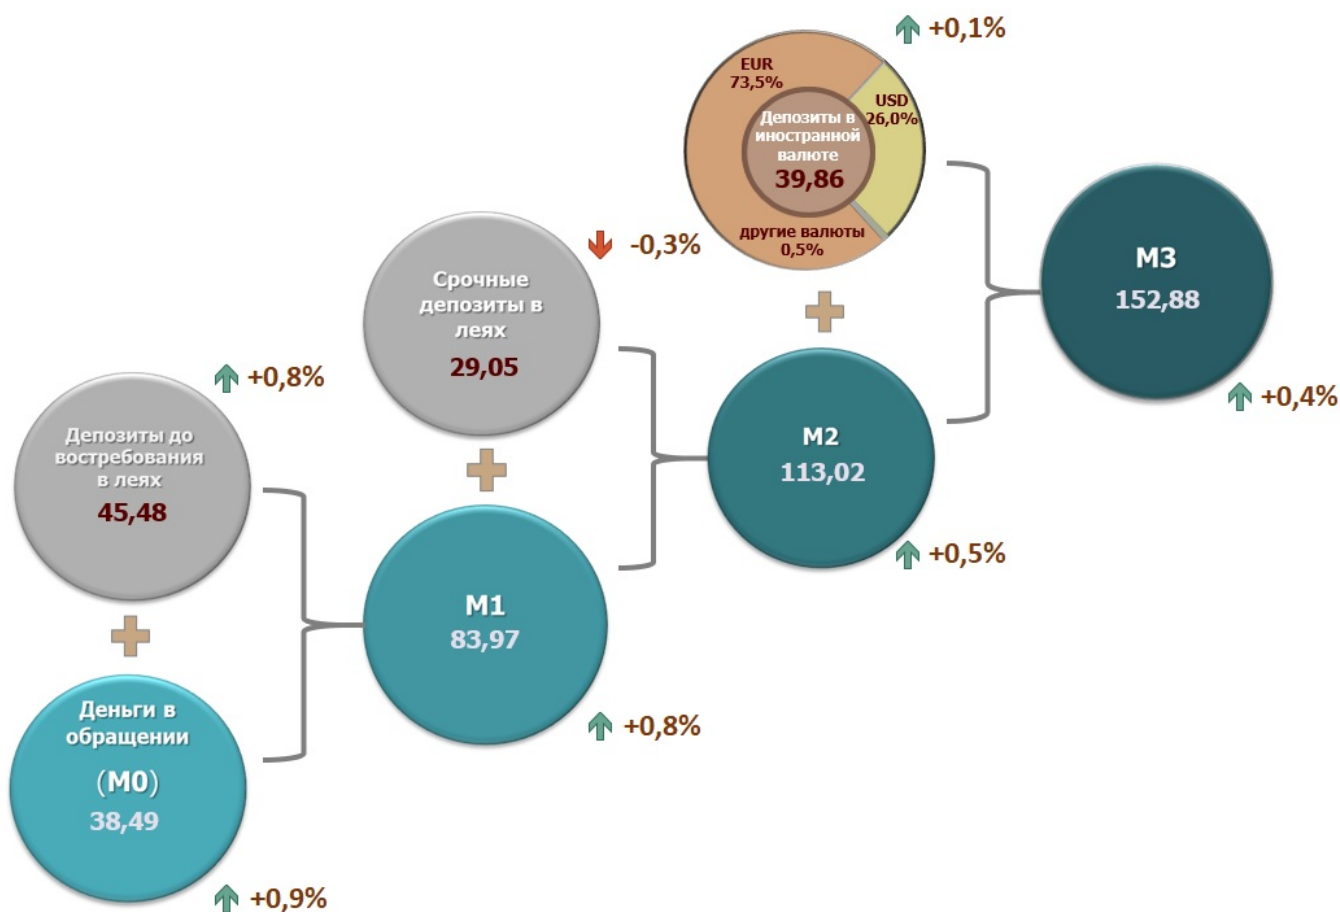 +0,1%
EUR
73,5%
USD
26,0%
Депозиты в
иностранной
валюте
39,86
другие валюты
0,5%
Срочные
депозиты в
леях
29,05
-0,3%
M3
152,88
+0,4%
Депозиты до
востребования
в леях
45,48
+0,8%
M2
113,02
+0,5%
M1
83,97
+0,8%
Деньги в
обращении
(M0)
38,49
+0,9%